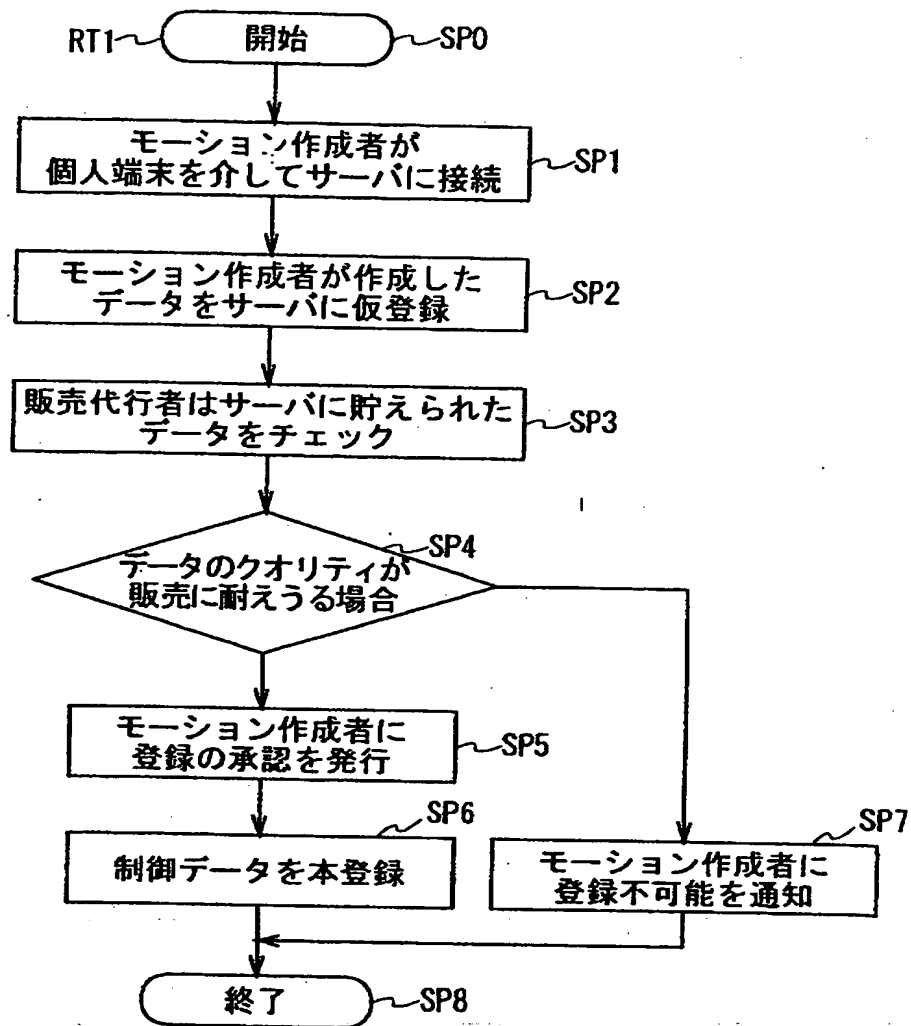 RT1
開始
SP0
モーション作成者が
個人端末を介してサーバに接続
SP1
モーション作成者が作成した
データをサーバに仮登録
SP2
販売代行者はサーバに貯えられた
データをチェック
SP3
SP4
データのクオリティが
販売に耐えうる場合
モーション作成者に
登録の承認を発行
SP5
SP6
制御データを本登録
SP7
モーション作成者に
登録不可能を通知
終了
SP8